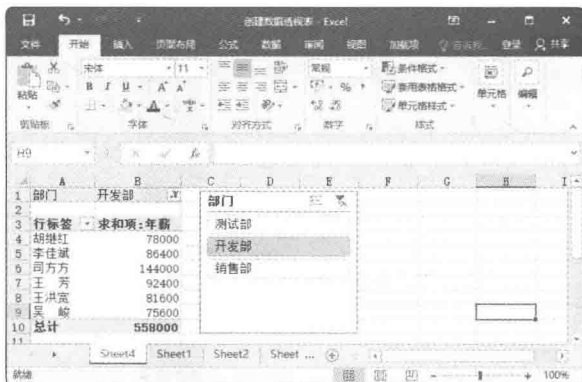 创建数据透视表 - Excel
文件 开始 插入 页面布局 公式 数据 审阅 视图 加载项 登录 共享
粘贴
宋体 11
B I U A A
常规
%
条件格式
套用表格格式
单元格样式
单元格
编辑
剪贴板 字体 对齐方式 数字 样式
H9 fx
A B C D E F G H I
1 部门 开发部
2
3 行标签 求和项:年薪
4 胡继红 78000
5 李佳斌 86400
6 司方方 144000
7 王 芳 92400
8 王洪宽 81600
9 吴 峻 75600
10 总计 558000
11
部门
测试部
开发部
销售部
Sheet4 Sheet1 Sheet2 Sheet ...
就绪 100%